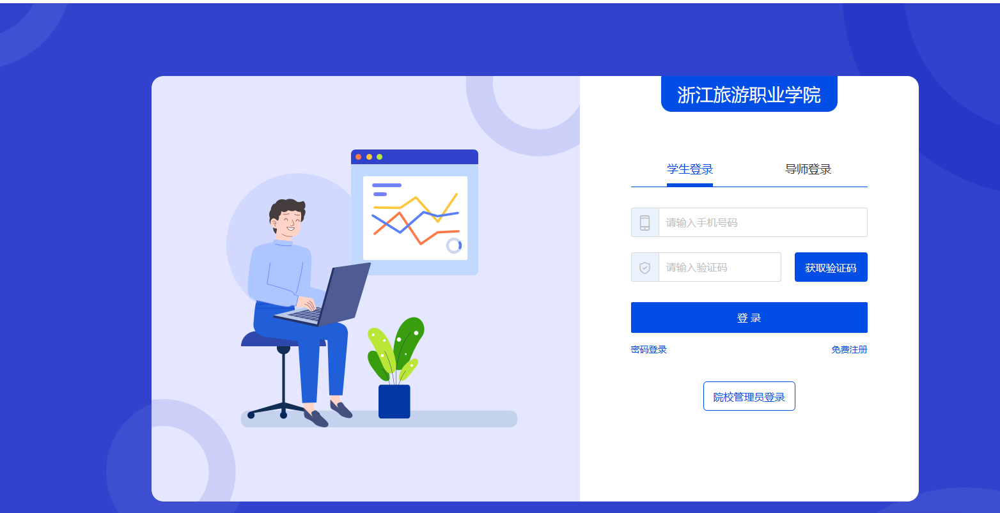 浙江旅游职业学院
学生登录 导师登录
请输入手机号码
请输入验证码 获取验证码
登 录
密码登录 免费注册
院校管理员登录